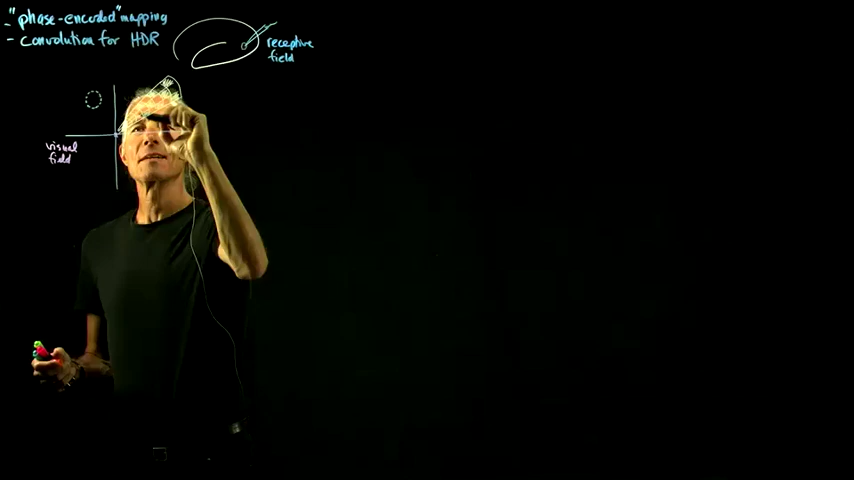 - "phase-encoded" mapping
- convolution for HDR
receptive
field
visual
field